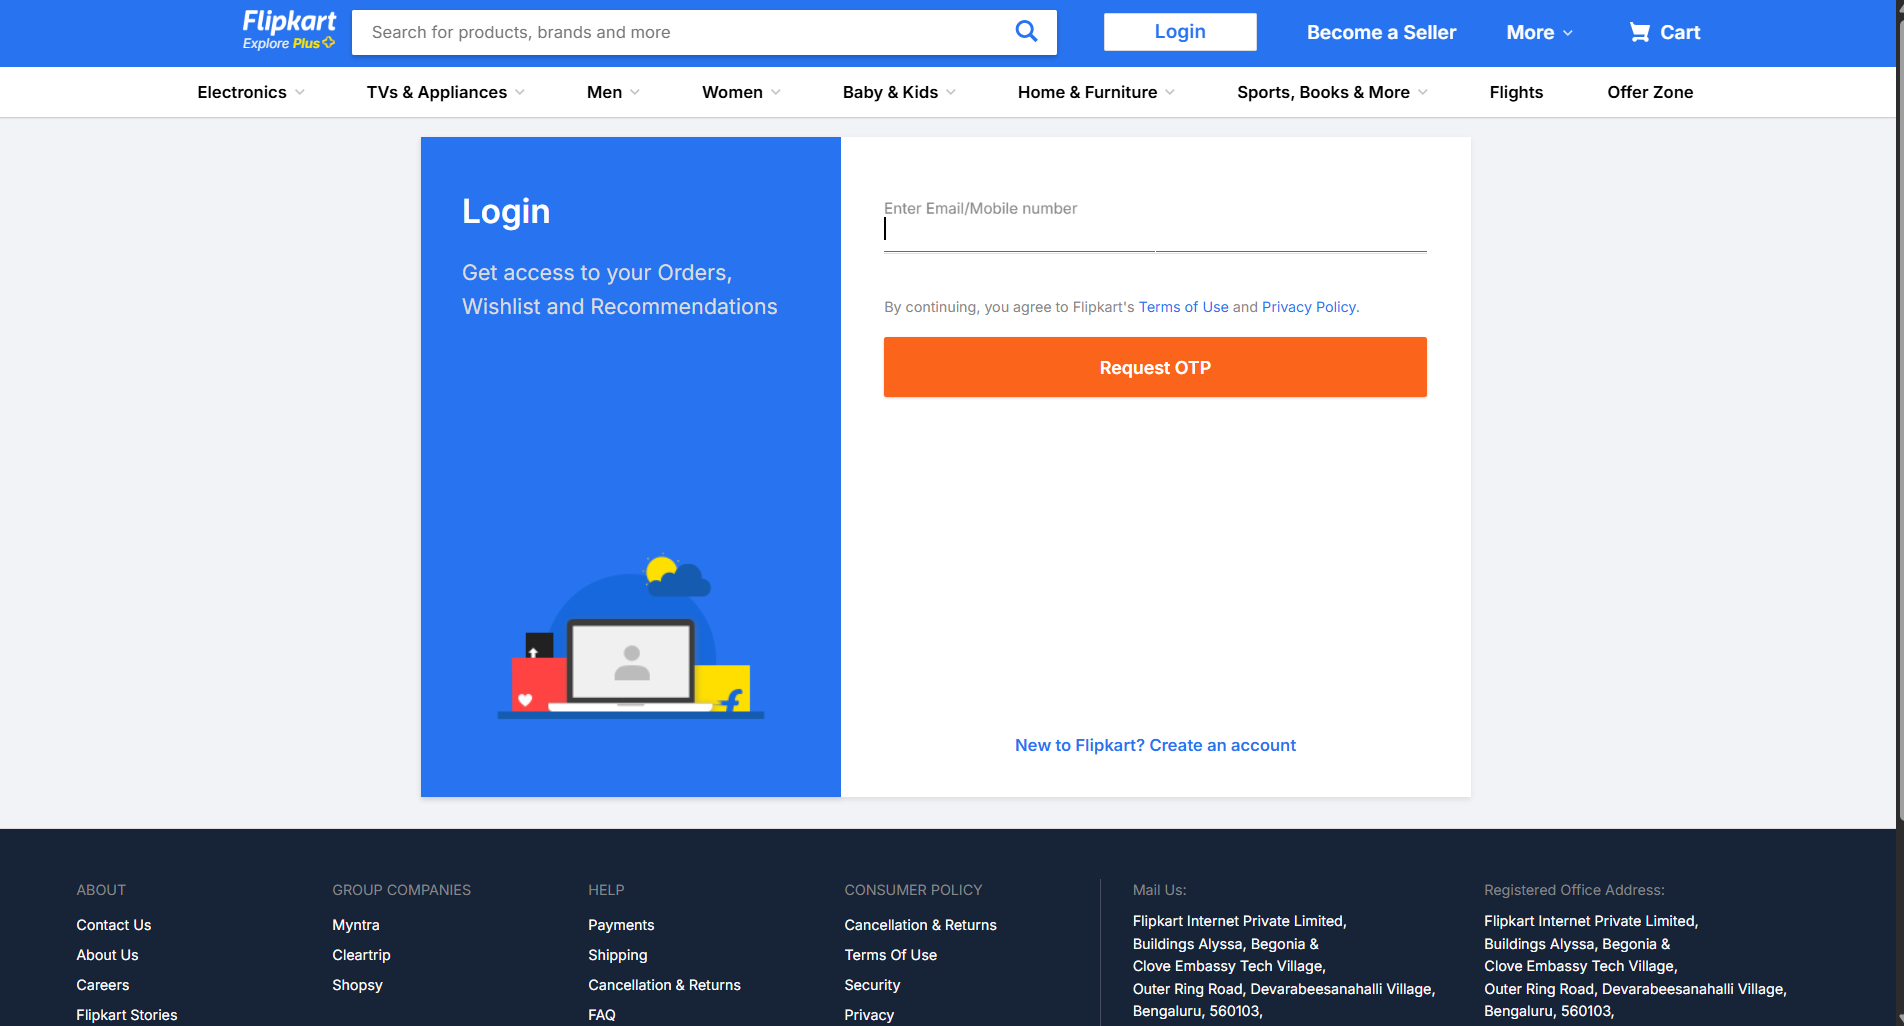 Flipkart
Explore Plus
Search for products, brands and more
Login
Become a Seller
More
Cart
Electronics
TVs & Appliances
Men
Women
Baby & Kids
Home & Furniture
Sports, Books & More
Flights
Offer Zone
Login
Get access to your Orders,
Wishlist and Recommendations
Enter Email/Mobile number
By continuing, you agree to Flipkart's Terms of Use and Privacy Policy.
Request OTP
New to Flipkart? Create an account
ABOUT
Contact Us
About Us
Careers
Flipkart Stories
GROUP COMPANIES
Myntra
Cleartrip
Shopsy
HELP
Payments
Shipping
Cancellation & Returns
FAQ
CONSUMER POLICY
Cancellation & Returns
Terms Of Use
Security
Privacy
Mail Us:
Flipkart Internet Private Limited,
Buildings Alyssa, Begonia &
Clove Embassy Tech Village,
Outer Ring Road, Devarabeesanahalli Village,
Bengaluru, 560103,
Registered Office Address:
Flipkart Internet Private Limited,
Buildings Alyssa, Begonia &
Clove Embassy Tech Village,
Outer Ring Road, Devarabeesanahalli Village,
Bengaluru, 560103,